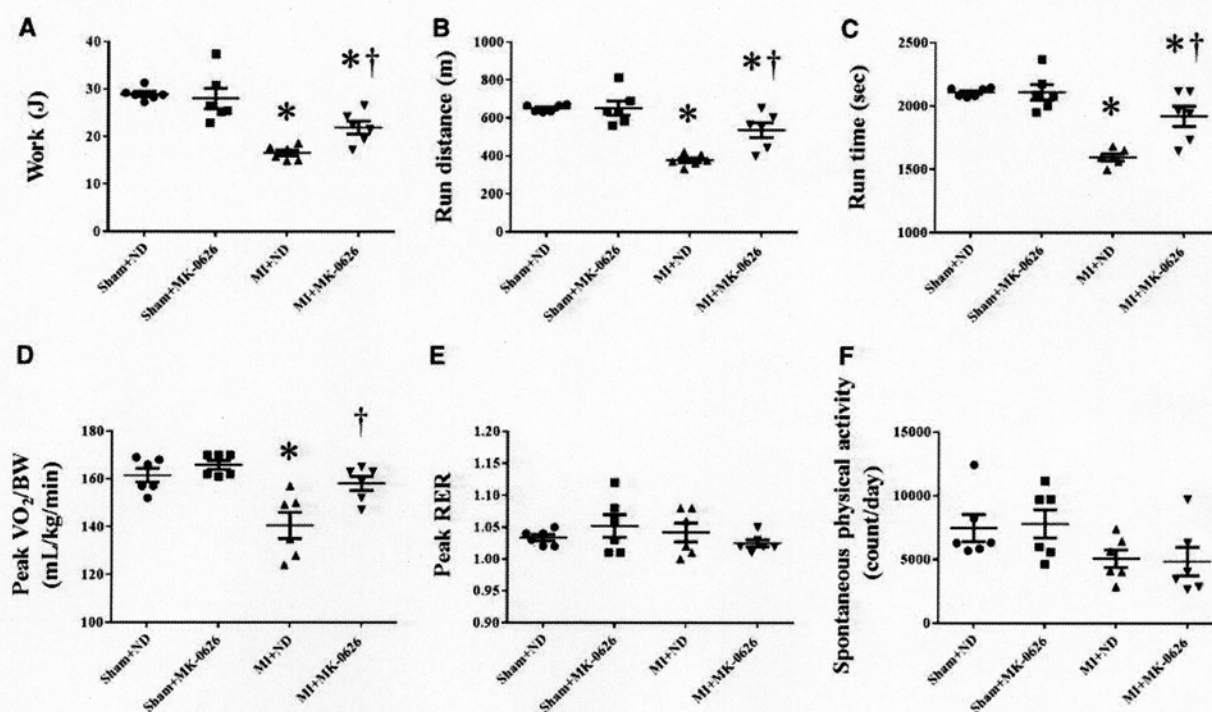 A
Work (J)
40
30
20
10
0
*
*†
Sham+ND
Sham+MK-0626
MI+ND
MI+MK-0626
B
Run distance (m)
1000
800
600
400
200
0
*
*†
Sham+ND
Sham+MK-0626
MI+ND
MI+MK-0626
C
Run time (sec)
2500
2000
1500
1000
*
*†
Sham+ND
Sham+MK-0626
MI+ND
MI+MK-0626
D
Peak VO₂/BW
(mL/kg/min)
180
160
140
120
100
*
†
Sham+ND
Sham+MK-0626
MI+ND
MI+MK-0626
E
Peak RER
1.20
1.15
1.10
1.05
1.00
0.95
0.90
Sham+ND
Sham+MK-0626
MI+ND
MI+MK-0626
F
Spontaneous physical activity
(count/day)
15000
10000
5000
0
Sham+ND
Sham+MK-0626
MI+ND
MI+MK-0626